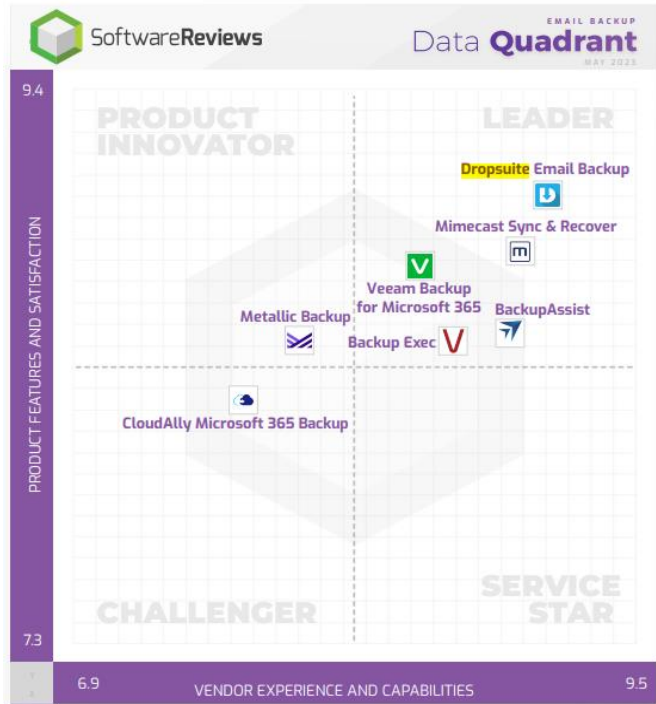 SoftwareReviews
EMAIL BACKUP
Data Quadrant
MAY 2023
9.4
PRODUCT
INNOVATOR
LEADER
Dropsuite Email Backup
Mimecast Sync & Recover
Veeam Backup
for Microsoft 365
BackupAssist
Metallic Backup
Backup Exec
CloudAlly Microsoft 365 Backup
PRODUCT FEATURES AND SATISFACTION
CHALLENGER
SERVICE
STAR
7.3
6.9
VENDOR EXPERIENCE AND CAPABILITIES
9.5